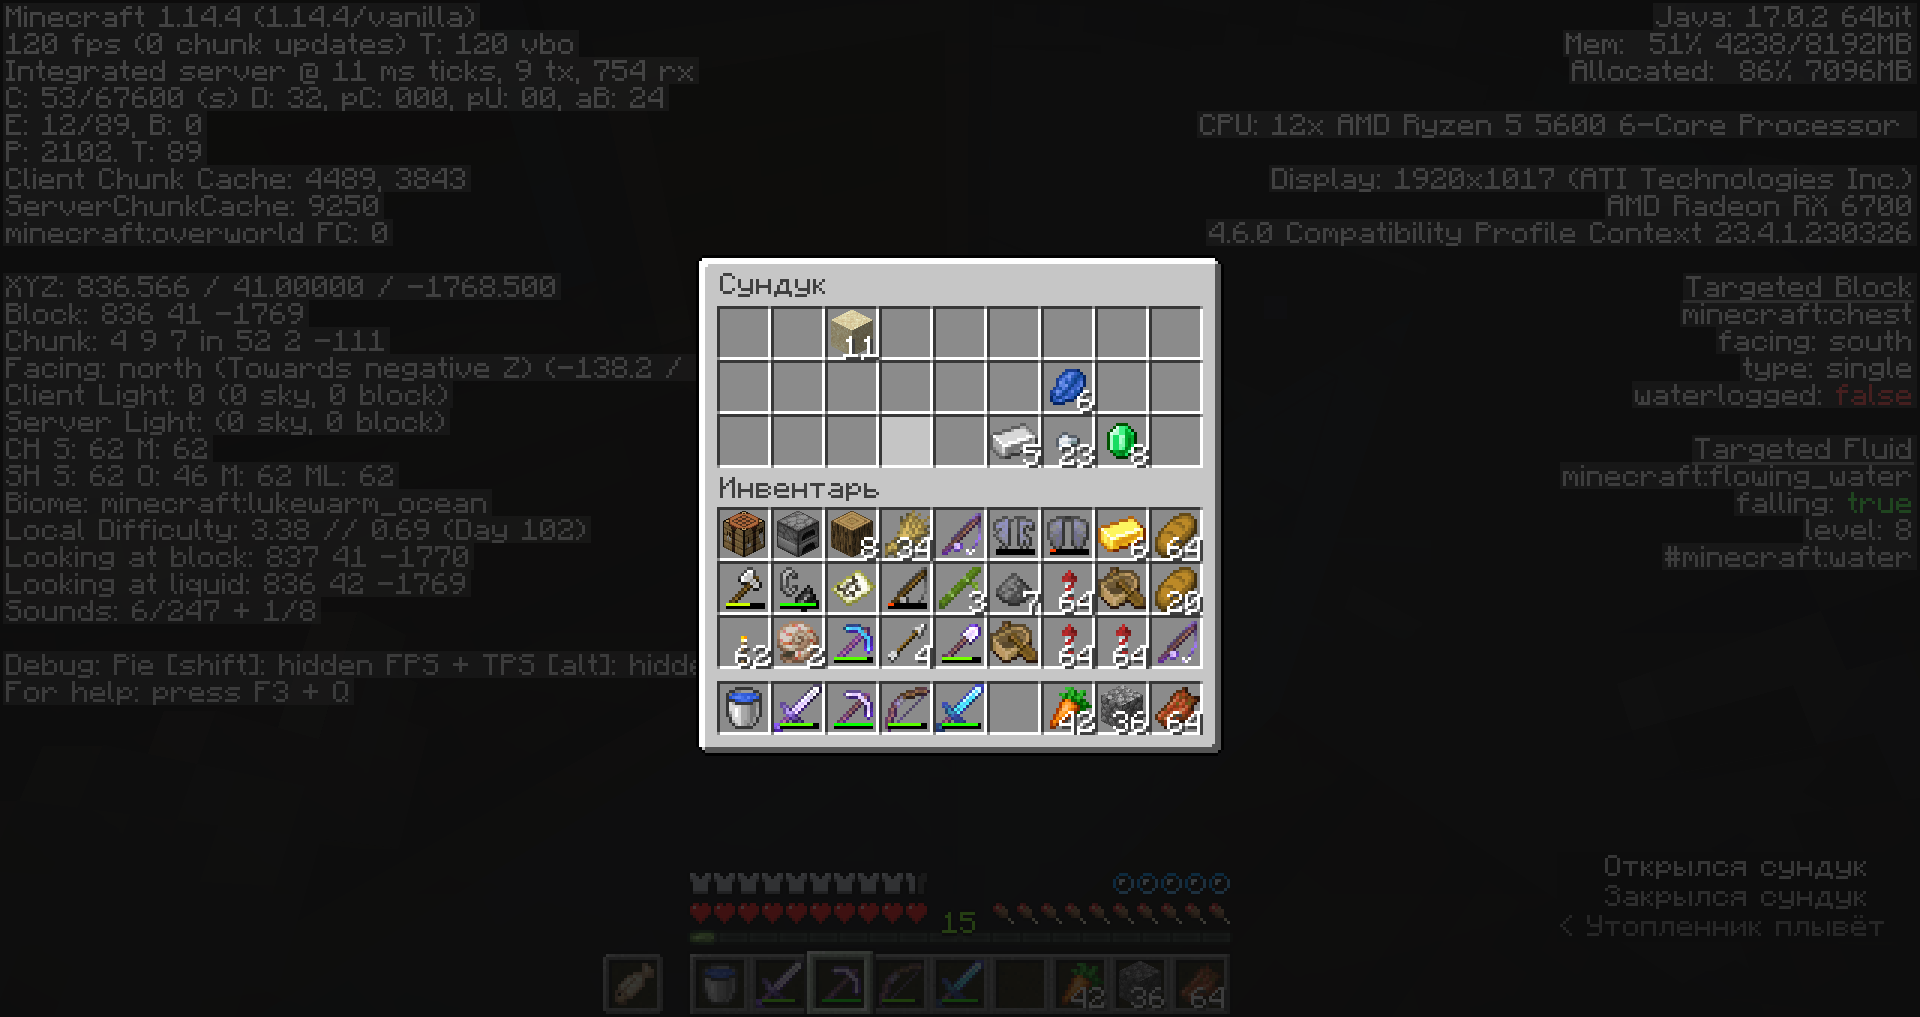 Minecraft 1.14.4 (1.14.4/vanilla)
120 fps (0 chunk updates) T: 120 vbo
Integrated server @ 11 ms ticks, 9 tx, 754 rx
C: 53/67600 (s) D: 32, pC: 000, pU: 00, aB: 24
E: 12/89, B: 0
P: 2102. T: 89
Client Chunk Cache: 4489, 3843
ServerChunkCache: 9250
minecraft:overworld FC: 0
XYZ: 836.566 / 41.00000 / -1768.500
Block: 836 41 -1769
Chunk: 4 9 7 in 52 2 -111
Facing: north (Towards negative Z) (-138.2 /
Client Light: 0 (0 sky, 0 block)
Server Light: (0 sky, 0 block)
CH S: 62 M: 62
SH S: 62 O: 46 M: 62 ML: 62
Biome: minecraft:lukewarm_ocean
Local Difficulty: 3.38 // 0.69 (Day 102)
Looking at block: 837 41 -1770
Looking at liquid: 836 42 -1769
Sounds: 6/247 + 1/8
Debug: Pie [shift]: hidden FPS + TPS [alt]: hidde
For help: press F3 + Q
Java: 17.0.2 64bit
Mem: 51% 4238/8192MB
Allocated: 86% 7096MB
CPU: 12x AMD Ryzen 5 5600 6-Core Processor
Display: 1920x1017 (ATI Technologies Inc.)
AMD Radeon RX 6700
4.6.0 Compatibility Profile Context 23.4.1.230326
Targeted Block
minecraft:chest
facing: south
type: single
waterlogged: false
Targeted Fluid
minecraft:flowing_water
falling: true
level: 8
#minecraft:water
Сундук
11
6
5 23 8
Инвентарь
8 34 6 64
3 7 64 20
62 2 4 64 64
42 36 64
Открылся сундук
Закрылся сундук
< Утопленник плывёт
15
42 36 64